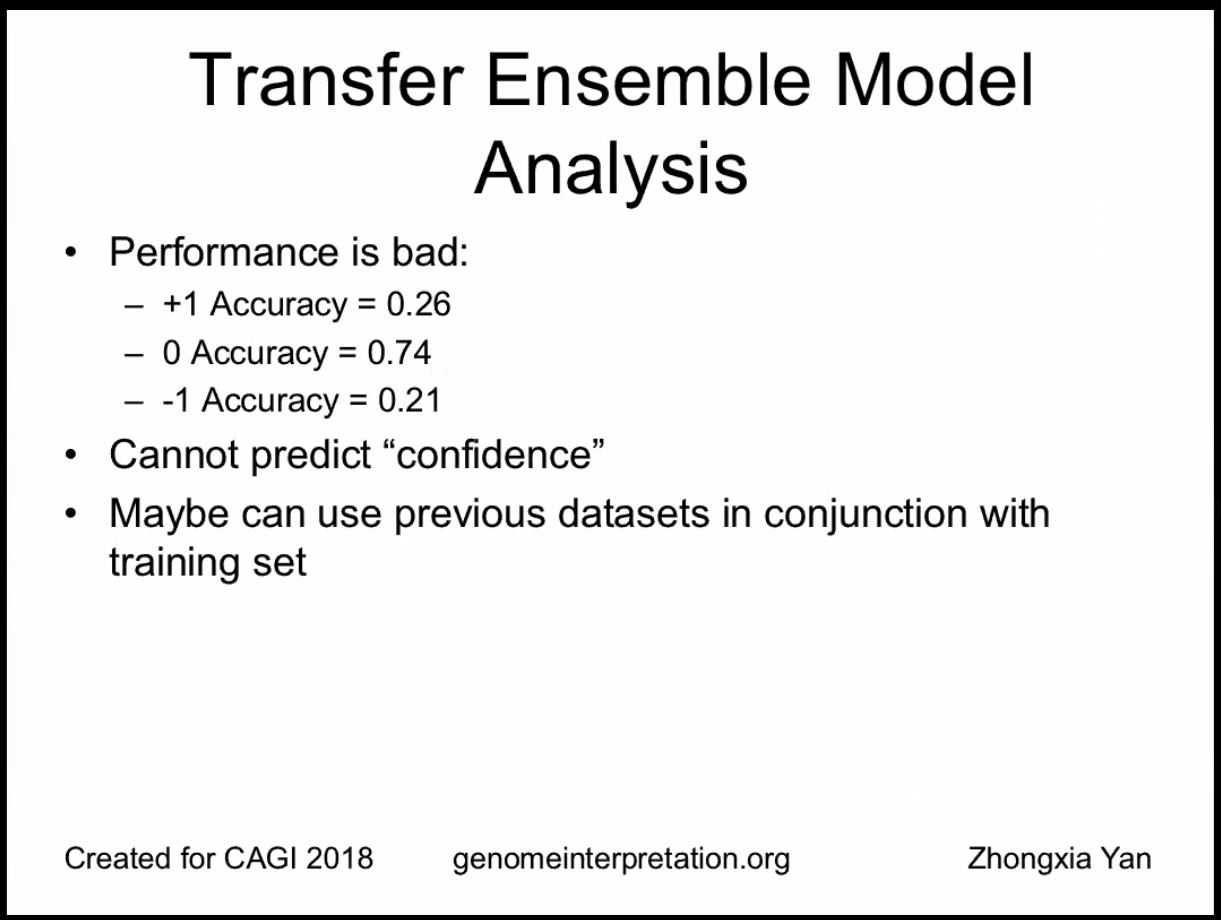 Transfer Ensemble Model
Analysis
• Performance is bad:
– +1 Accuracy = 0.26
– 0 Accuracy = 0.74
– -1 Accuracy = 0.21
• Cannot predict “confidence”
• Maybe can use previous datasets in conjunction with
training set
Created for CAGI 2018 genomeinterpretation.org Zhongxia Yan